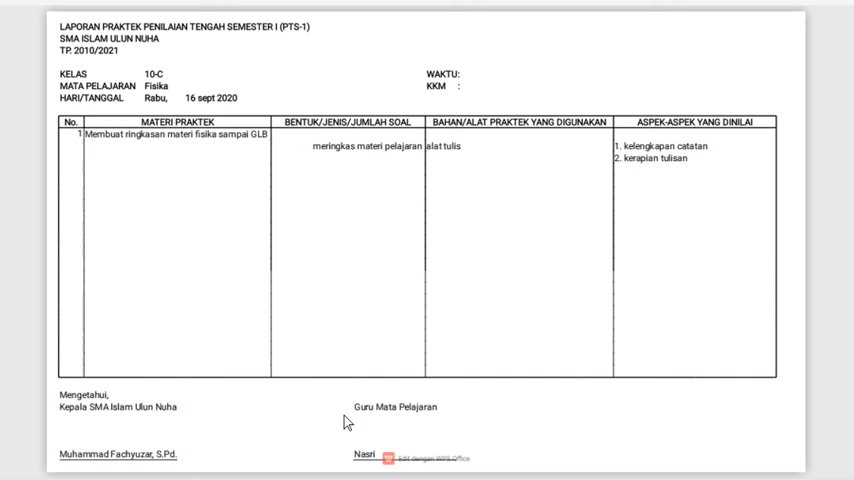 LAPORAN PRAKTEK PENILAIAN TENGAH SEMESTER I (PTS-1)
SMA ISLAM ULUN NUHA
TP. 2010/2021
KELAS 10-C WAKTU:
MATA PELAJARAN Fisika KKM :
HARI/TANGGAL Rabu, 16 sept 2020
No. MATERI PRAKTEK BENTUK/JENIS/JUMLAH SOAL BAHAN/ALAT PRAKTEK YANG DIGUNAKAN ASPEK-ASPEK YANG DINILAI
1 Membuat ringkasan materi fisika sampai GLB
meringkas materi pelajaran alat tulis 1. kelengkapan catatan
2. kerapian tulisan
Mengetahui,
Kepala SMA Islam Ulun Nuha Guru Mata Pelajaran
Muhammad Fachyuzar, S.Pd. Nasri
Edit dengan WPS Office